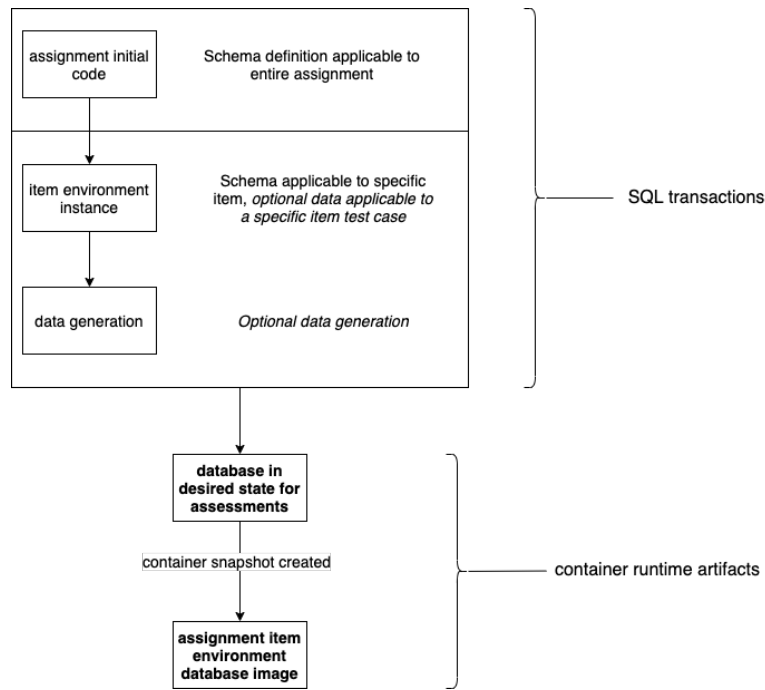 assignment initial
code
Schema definition applicable to
entire assignment
item environment
instance
Schema applicable to specific
item, optional data applicable to
a specific item test case
SQL transactions
data generation
Optional data generation
database in
desired state for
assessments
container snapshot created
container runtime artifacts
assignment item
environment
database image